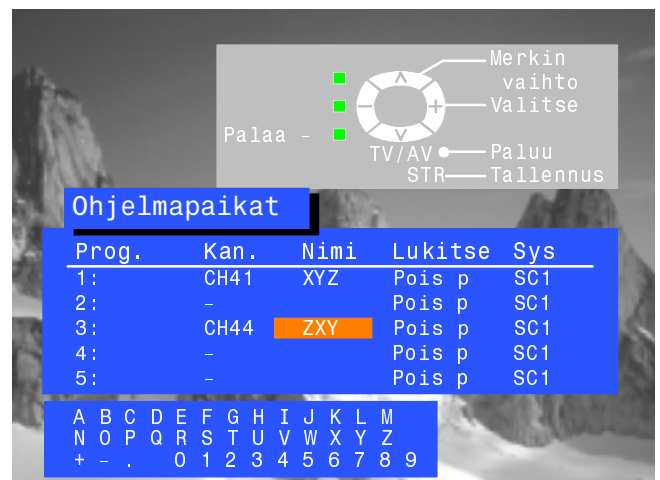 Merkin
vaihto
Valitse
Palaa -
TV/AV Paluu
STR Tallennus
Ohjelmapaikat
Prog. Kan. Nimi Lukitse Sys
1: CH41 XYZ Pois p SC1
2: - Pois p SC1
3: CH44 ZXY Pois p SC1
4: - Pois p SC1
5: - Pois p SC1
A B C D E F G H I J K L M
N O P Q R S T U V W X Y Z
+ - . 0 1 2 3 4 5 6 7 8 9